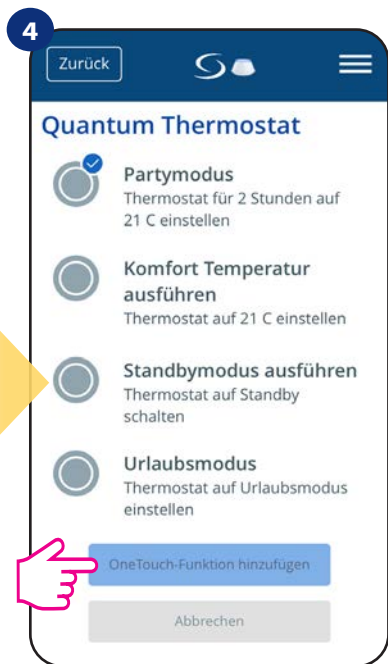 4
Zurück
Quantum Thermostat
Partymodus
Thermostat für 2 Stunden auf
21 C einstellen
Komfort Temperatur
ausführen
Thermostat auf 21 C einstellen
Standbymodus ausführen
Thermostat auf Standby
schalten
Urlaubsmodus
Thermostat auf Urlaubsmodus
einstellen
OneTouch-Funktion hinzufügen
Abbrechen